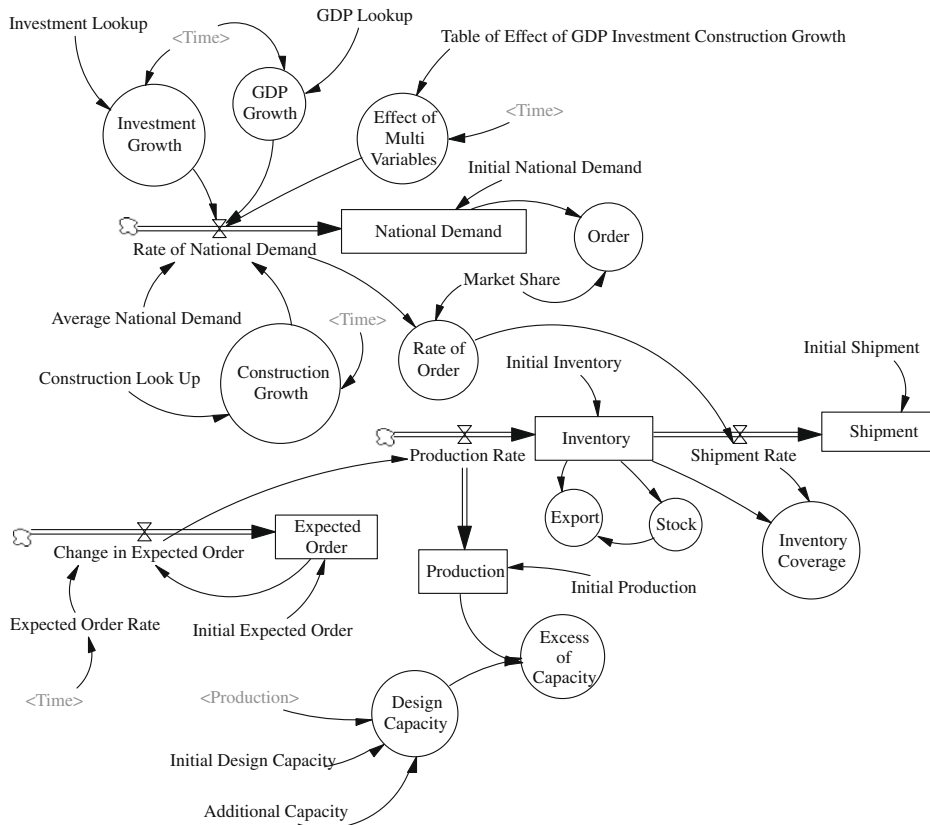 Investment Lookup
<Time>
GDP Lookup
Table of Effect of GDP Investment Construction Growth
GDP
Growth
Investment
Growth
Effect of
Multi
Variables
<Time>
Initial National Demand
National Demand
Order
Rate of National Demand
Market Share
Average National Demand
<Time>
Rate of
Order
Construction Look Up
Construction
Growth
Initial Inventory
Initial Shipment
Inventory
Shipment
Production Rate
Shipment Rate
Export
Stock
Inventory
Coverage
Expected
Order
Change in Expected Order
Production
Initial Production
Expected Order Rate
Initial Expected Order
Excess
of
Capacity
<Time>
<Production>
Design
Capacity
Initial Design Capacity
Additional Capacity